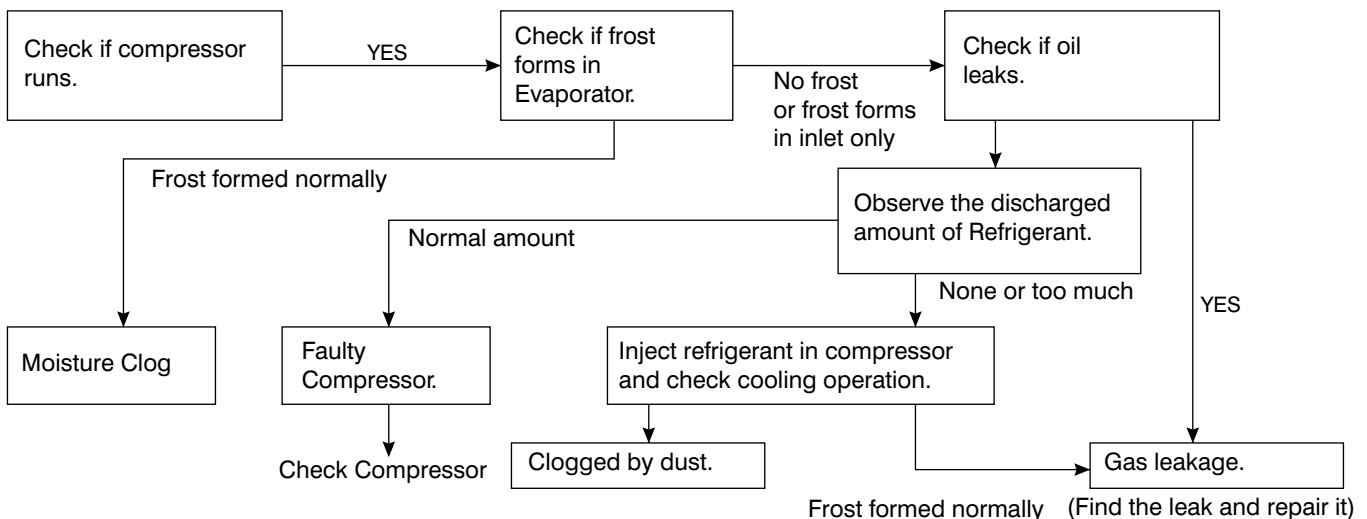 Check if compressor
runs.
YES
Check if frost
forms in
Evaporator.
No frost
or frost forms
in inlet only
Check if oil
leaks.
Frost formed normally
Observe the discharged
amount of Refrigerant.
Normal amount
None or too much
YES
Moisture Clog
Faulty
Compressor.
Inject refrigerant in compressor
and check cooling operation.
Check Compressor
Clogged by dust.
Gas leakage.
Frost formed normally
(Find the leak and repair it)